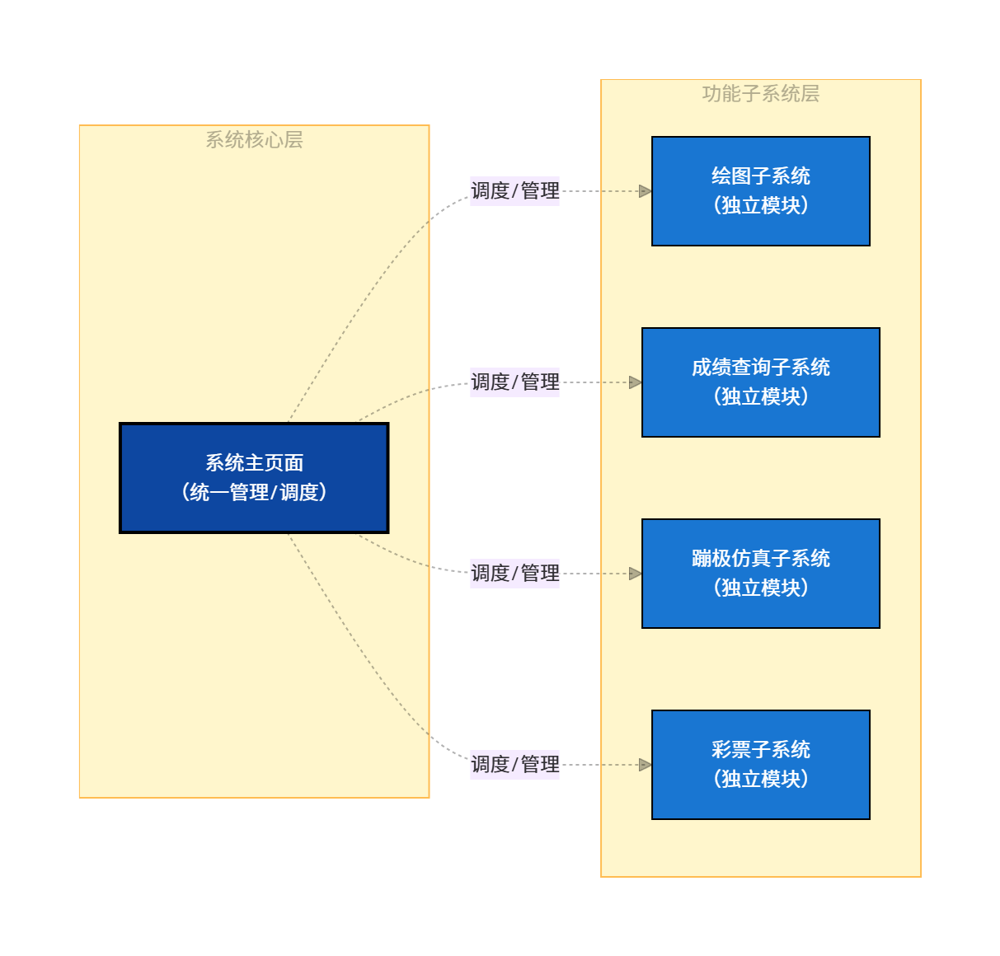 系统核心层
系统主页面
（统一管理/调度）
调度/管理
调度/管理
调度/管理
调度/管理
功能子系统层
绘图子系统
（独立模块）
成绩查询子系统
（独立模块）
蹦极仿真子系统
（独立模块）
彩票子系统
（独立模块）